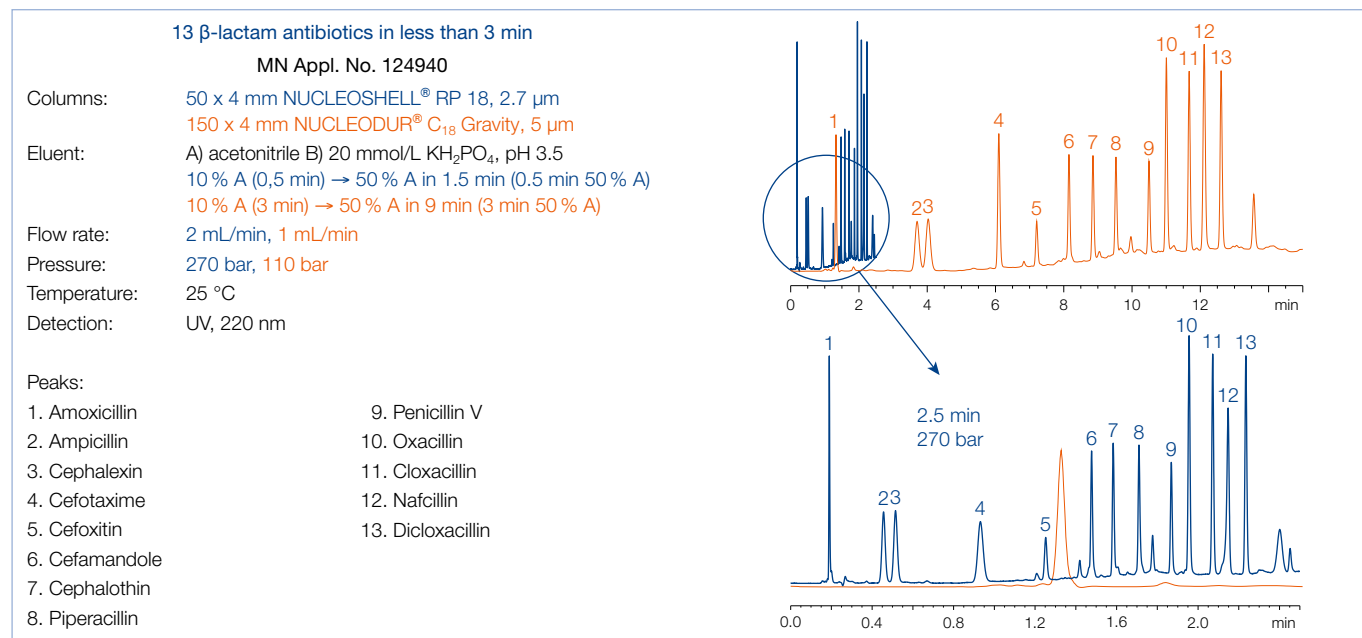 13 β-lactam antibiotics in less than 3 min
MN Appl. No. 124940
Columns: 50 x 4 mm NUCLEOSHELL® RP 18, 2.7 µm
150 x 4 mm NUCLEODUR® C₁₈ Gravity, 5 µm
Eluent: A) acetonitrile B) 20 mmol/L KH₂PO₄, pH 3.5
10 % A (0,5 min) → 50 % A in 1.5 min (0.5 min 50 % A)
10 % A (3 min) → 50 % A in 9 min (3 min 50 % A)
Flow rate: 2 mL/min, 1 mL/min
Pressure: 270 bar, 110 bar
Temperature: 25 °C
Detection: UV, 220 nm
Peaks:
1. Amoxicillin
2. Ampicillin
3. Cephalexin
4. Cefotaxime
5. Cefoxitin
6. Cefamandole
7. Cephalothin
8. Piperacillin
9. Penicillin V
10. Oxacillin
11. Cloxacillin
12. Nafcillin
13. Dicloxacillin
1 23 4 5 6 7 8 9 10 11 12 13
0 2 4 6 8 10 12 min
1 23 4 5 6 7 8 9 10 11 12 13
2.5 min
270 bar
0.0 0.4 0.8 1.2 1.6 2.0 min